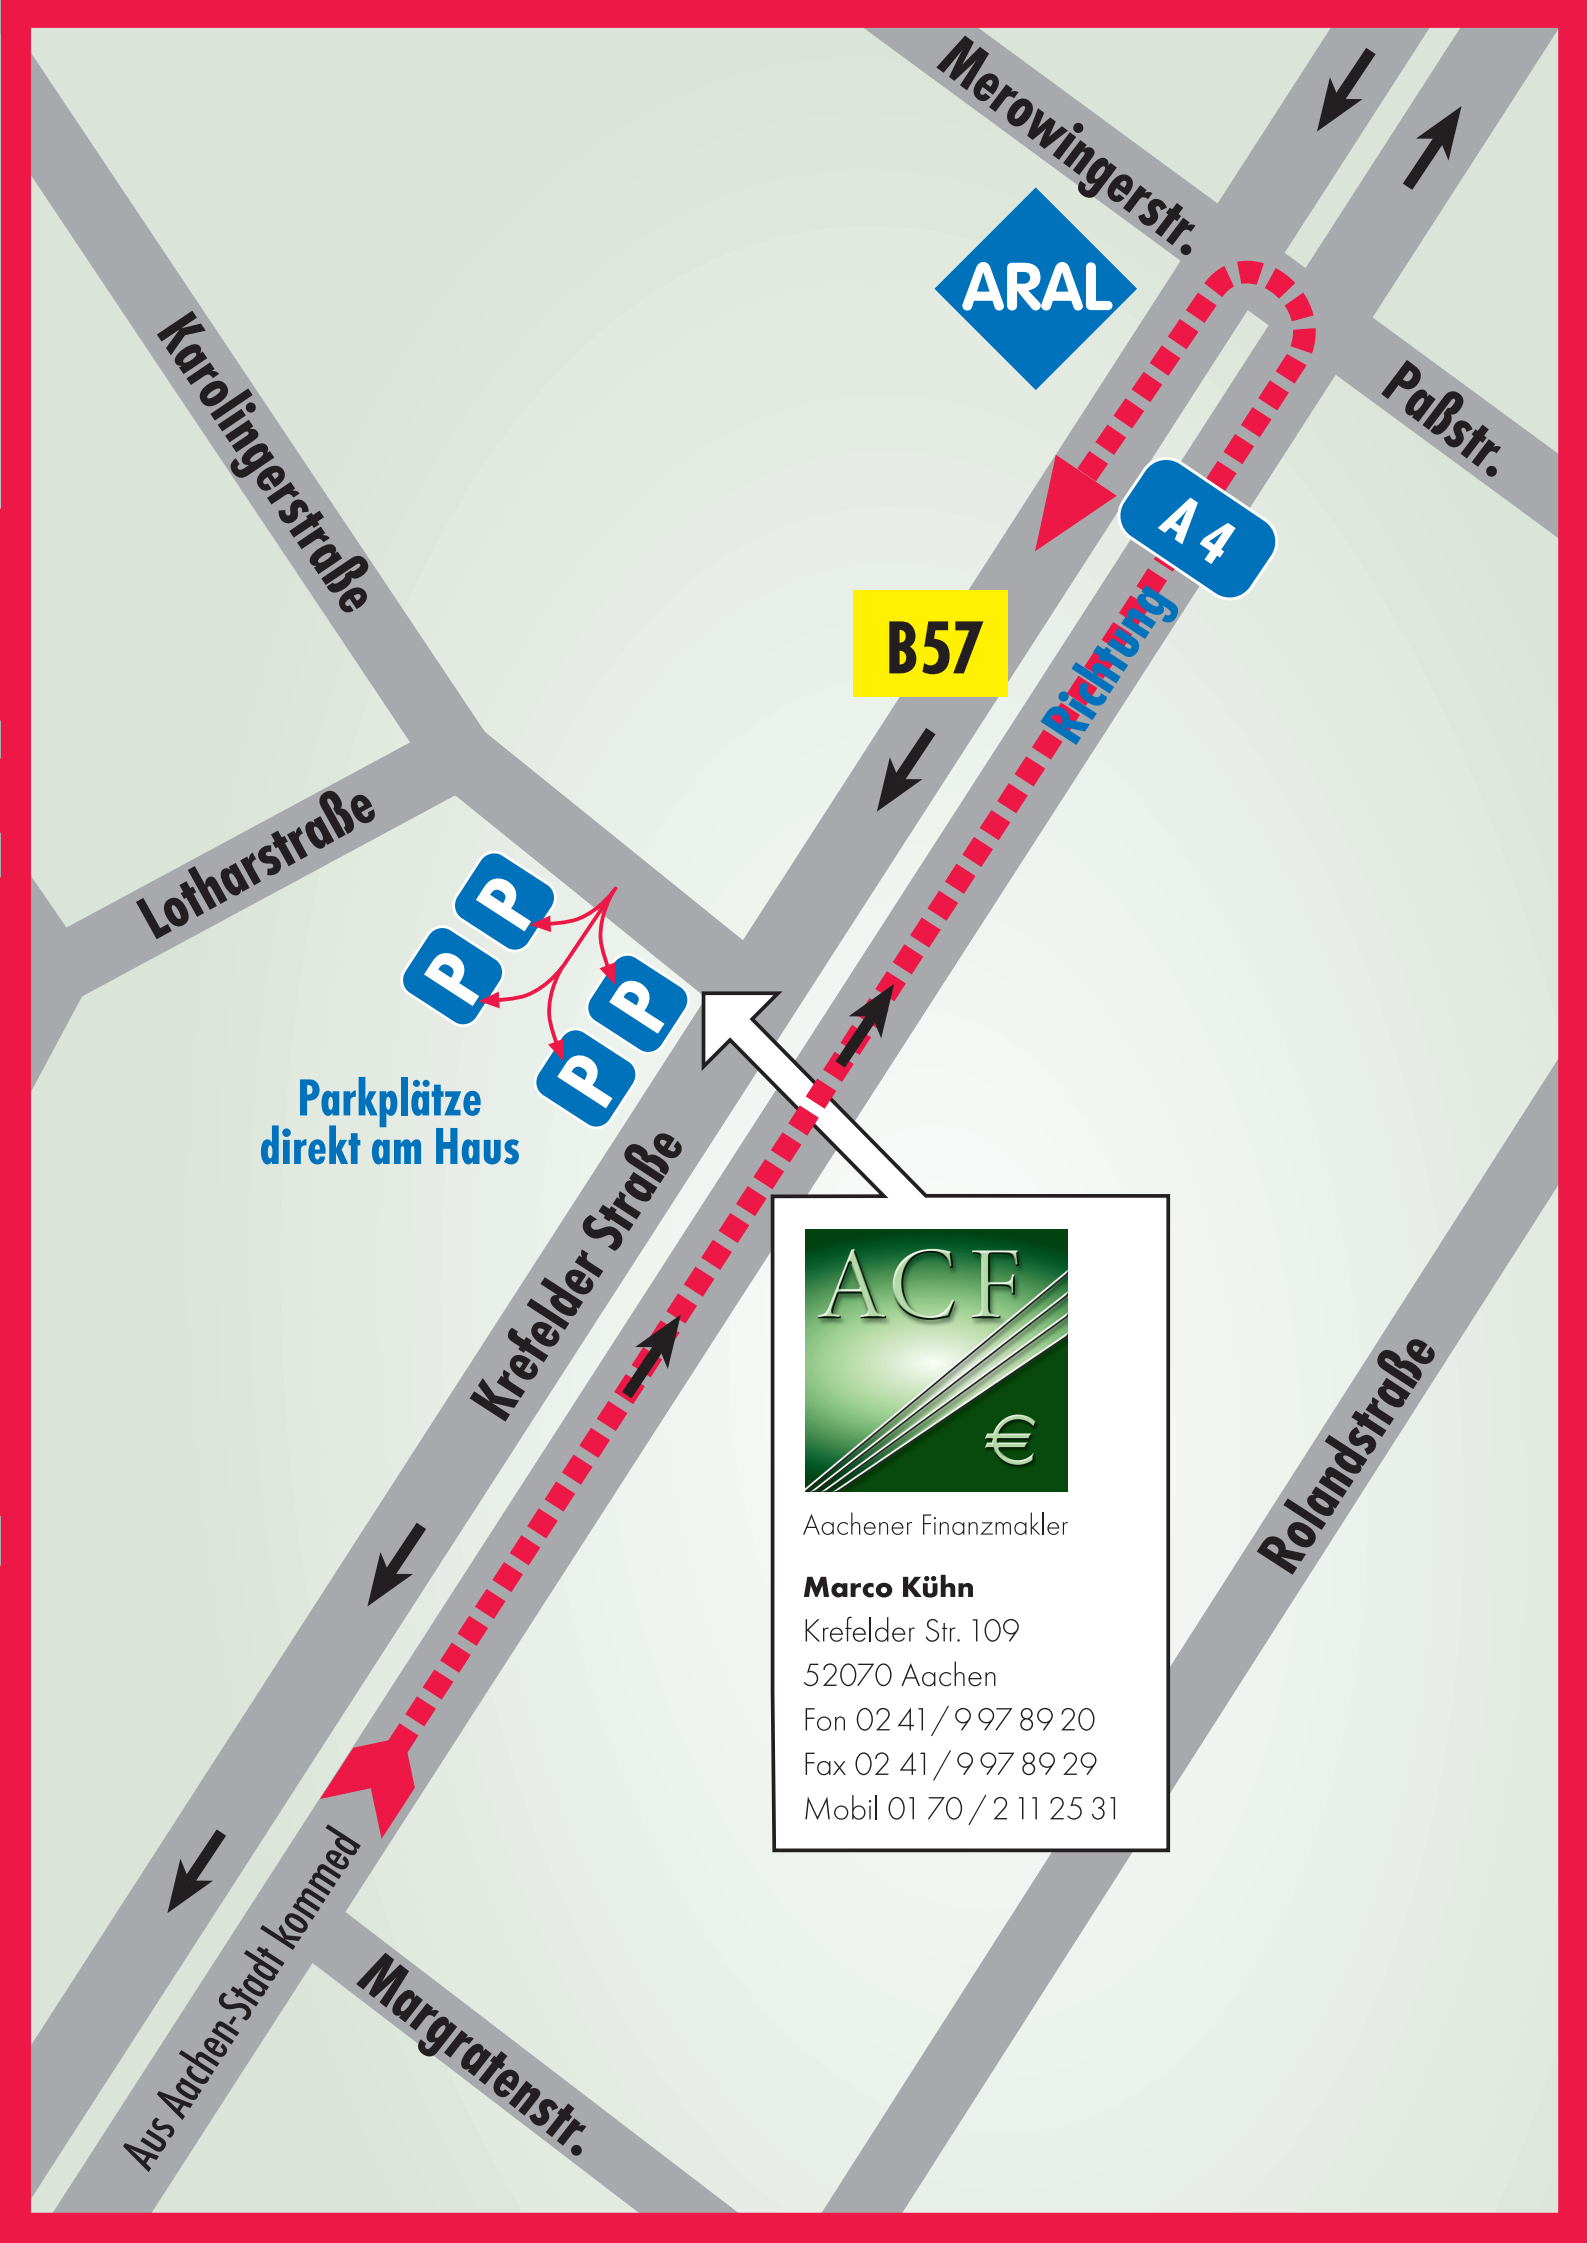 Merowingerstr.
ARAL
Karolingerstraße
Paßstr.
A 4
Richtung
B57
Lotharstraße
P
P
P
P
Parkplätze
direkt am Haus
Krefelder Straße
ACF
€
Aachener Finanzmakler
Marco Kühn
Krefelder Str. 109
52070 Aachen
Fon 02 41 / 9 97 89 20
Fax 02 41 / 9 97 89 29
Mobil 01 70 / 2 11 25 31
Rolandstraße
Aus Aachen-Stadt kommed
Margratenstr.